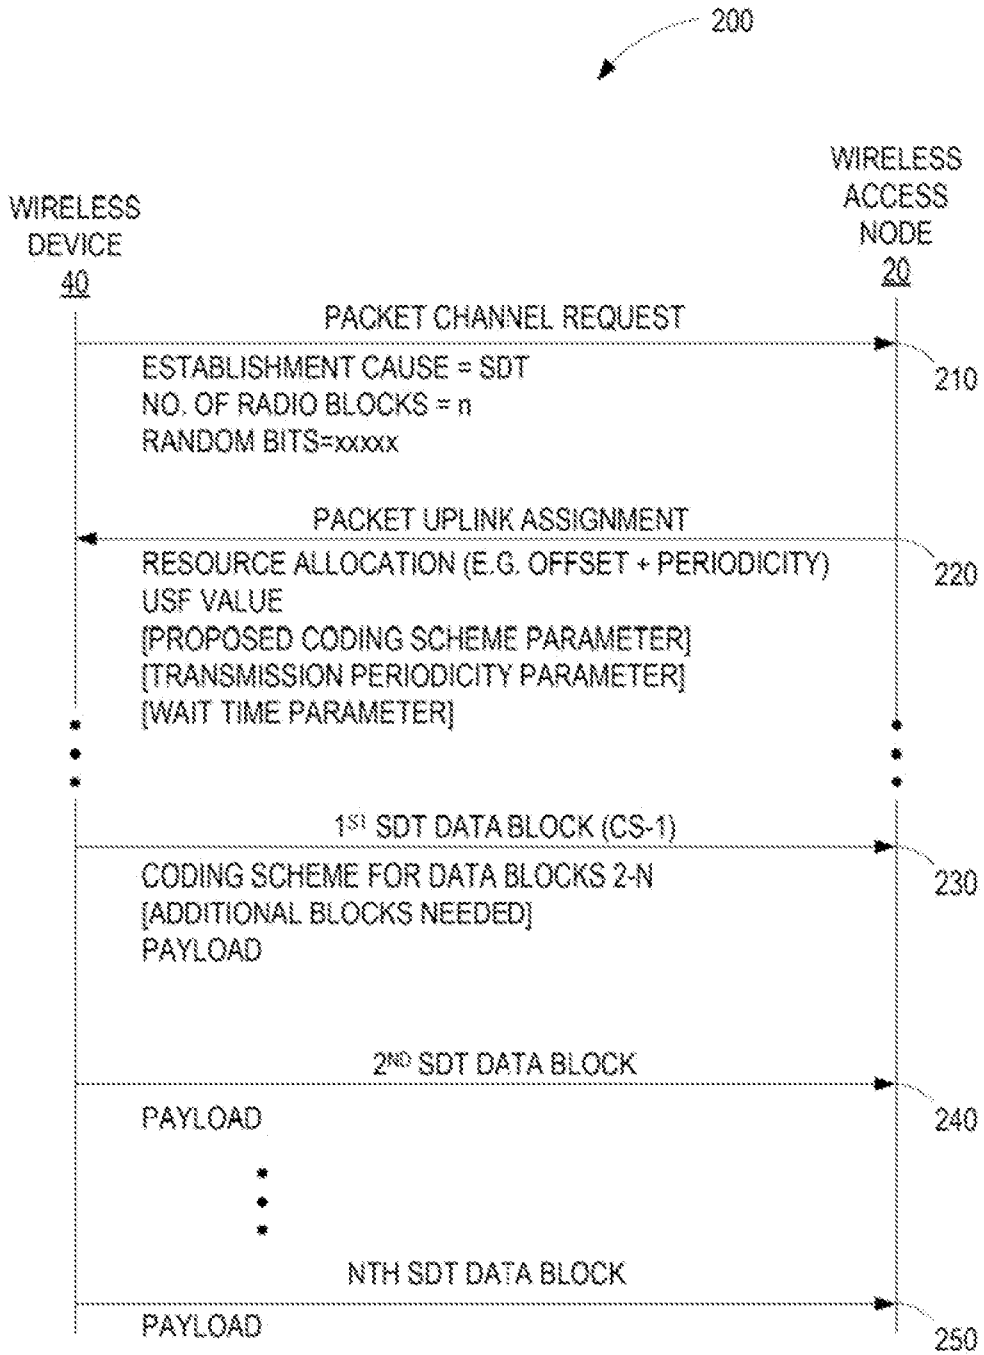 200
WIRELESS
DEVICE
40
WIRELESS
ACCESS
NODE
20
PACKET CHANNEL REQUEST
210
ESTABLISHMENT CAUSE = SDT
NO. OF RADIO BLOCKS = n
RANDOM BITS=xxxxx
PACKET UPLINK ASSIGNMENT
220
RESOURCE ALLOCATION (E.G. OFFSET + PERIODICITY)
USF VALUE
[PROPOSED CODING SCHEME PARAMETER]
[TRANSMISSION PERIODICITY PARAMETER]
[WAIT TIME PARAMETER]
1ST SDT DATA BLOCK (CS-1)
230
CODING SCHEME FOR DATA BLOCKS 2-N
[ADDITIONAL BLOCKS NEEDED]
PAYLOAD
2ND SDT DATA BLOCK
240
PAYLOAD
NTH SDT DATA BLOCK
250
PAYLOAD